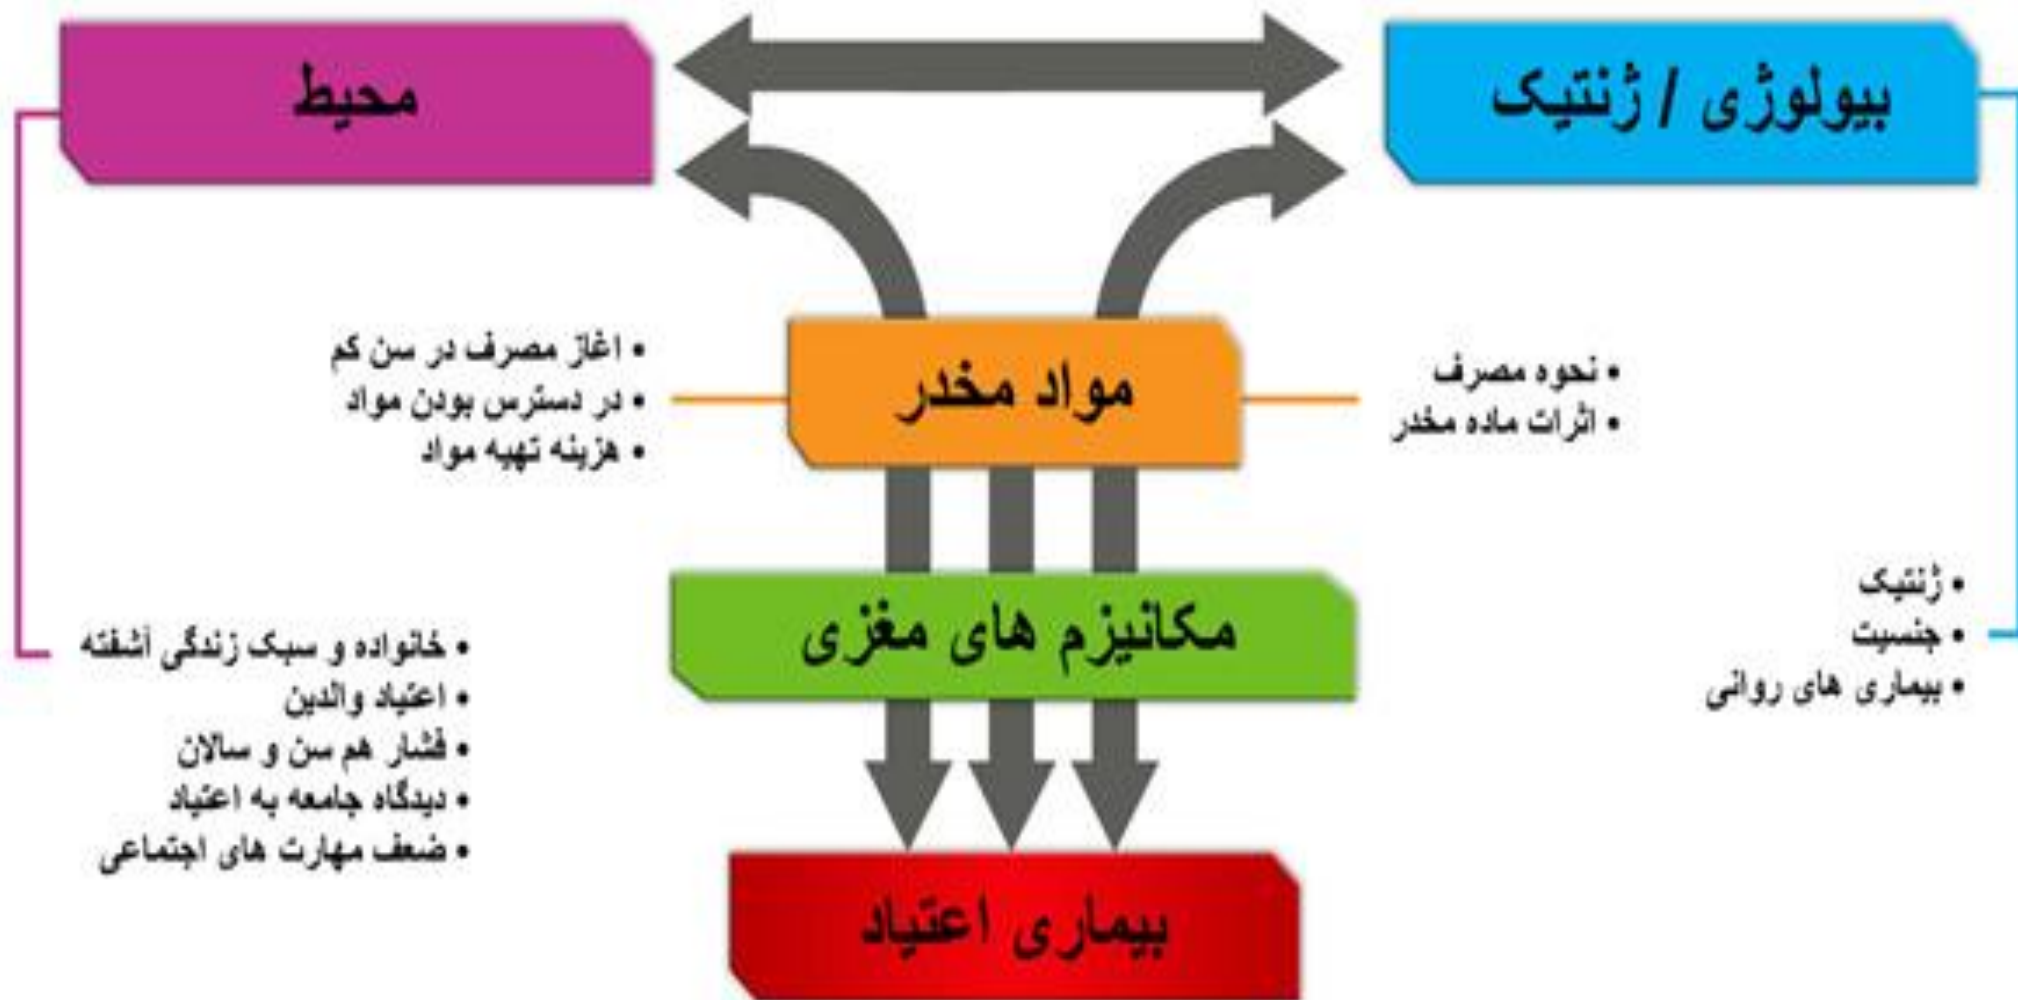 بیولوژی / ژنتیک
محیط
مواد مخدر
• نحوه مصرف
• اثرات ماده مخدر
• اغاز مصرف در سن کم
• در دسترس بودن مواد
• هزینه تهیه مواد
مکانیزم های مغزی
• ژنتیک
• جنسیت
• بیماری های روانی
• خانواده و سبک زندگی آشفته
• اعتیاد والدین
• فشار هم سن و سالان
• دیدگاه جامعه به اعتیاد
• ضعف مهارت های اجتماعی
بیماری اعتیاد